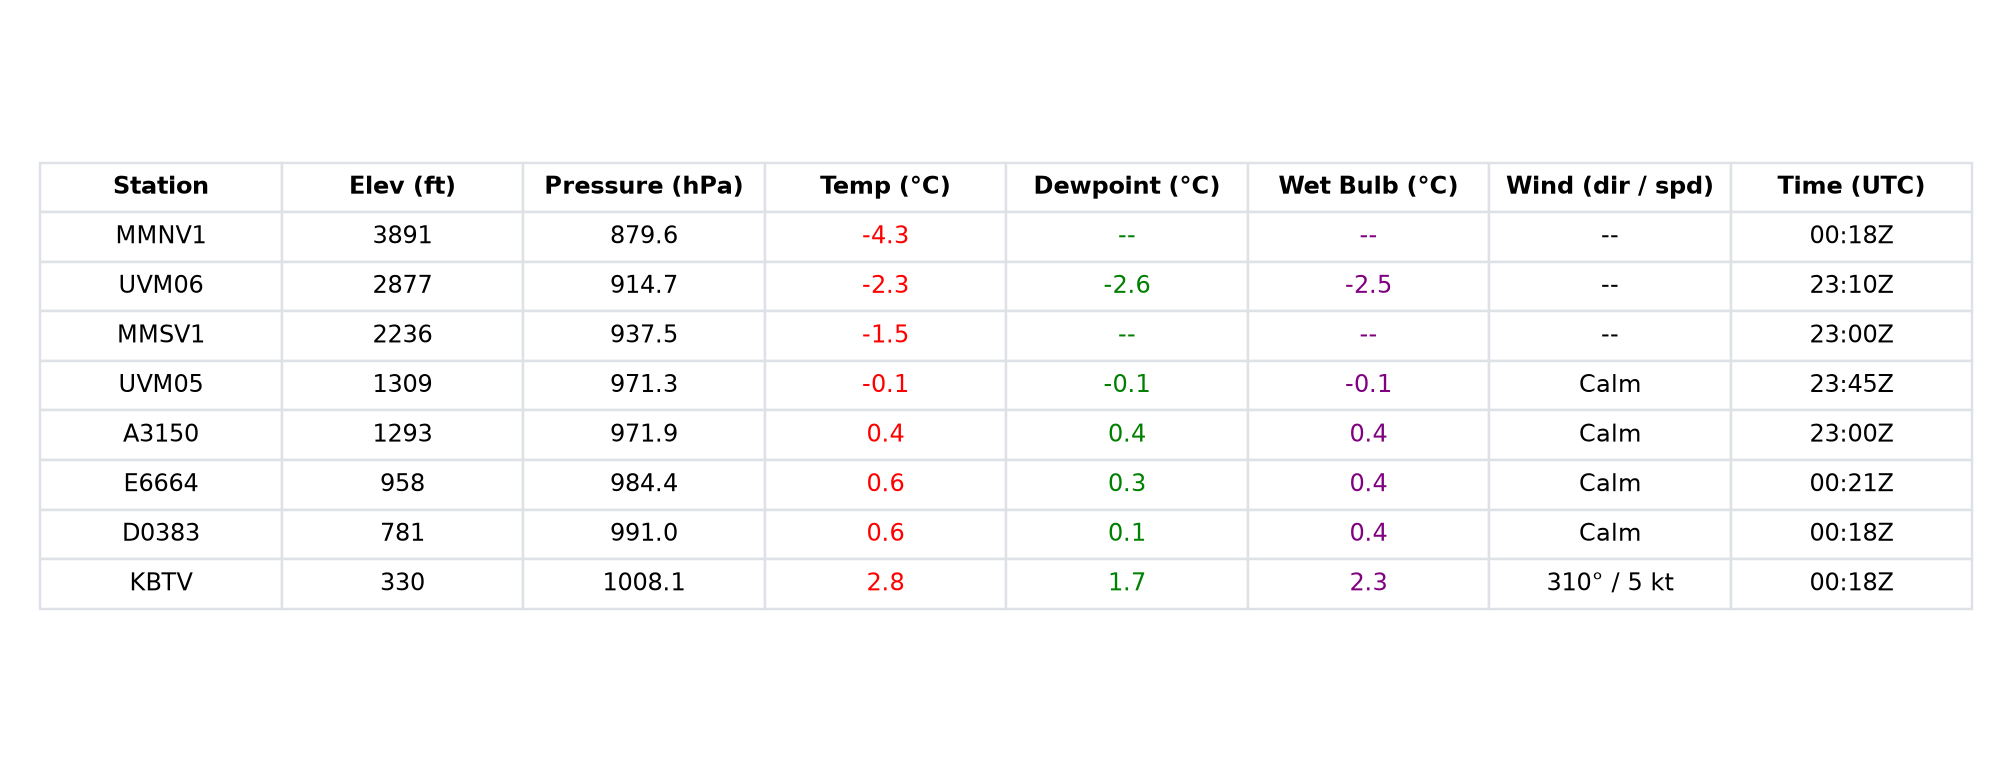 Station Elev (ft) Pressure (hPa) Temp (°C) Dewpoint (°C) Wet Bulb (°C) Wind (dir / spd) Time (UTC)
MMNV1 3891 879.6 -4.3 -- -- -- 00:18Z
UVM06 2877 914.7 -2.3 -2.6 -2.5 -- 23:10Z
MMSV1 2236 937.5 -1.5 -- -- -- 23:00Z
UVM05 1309 971.3 -0.1 -0.1 -0.1 Calm 23:45Z
A3150 1293 971.9 0.4 0.4 0.4 Calm 23:00Z
E6664 958 984.4 0.6 0.3 0.4 Calm 00:21Z
D0383 781 991.0 0.6 0.1 0.4 Calm 00:18Z
KBTV 330 1008.1 2.8 1.7 2.3 310° / 5 kt 00:18Z